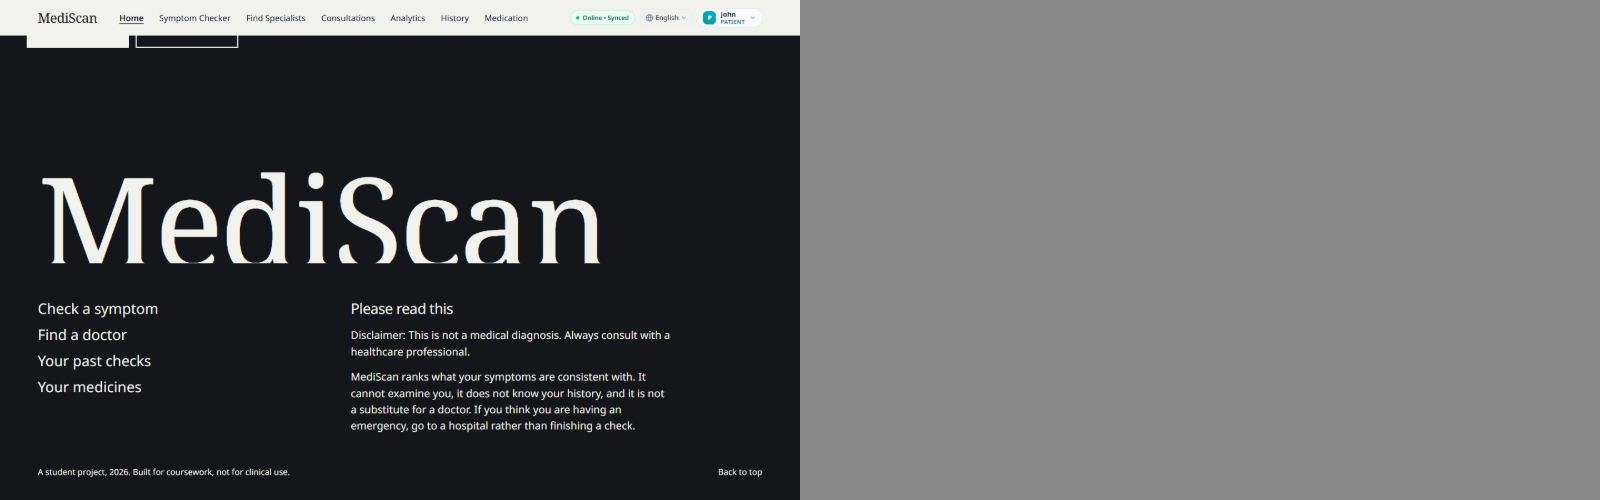 MediScan Home Symptom Checker Find Specialists Consultations Analytics History Medication Online • Synced English P John
PATIENT
MediScan
Check a symptom
Find a doctor
Your past checks
Your medicines
Please read this
Disclaimer: This is not a medical diagnosis. Always consult with a
healthcare professional.
MediScan ranks what your symptoms are consistent with. It
cannot examine you, it does not know your history, and it is not
a substitute for a doctor. If you think you are having an
emergency, go to a hospital rather than finishing a check.
A student project, 2026. Built for coursework, not for clinical use.
Back to top